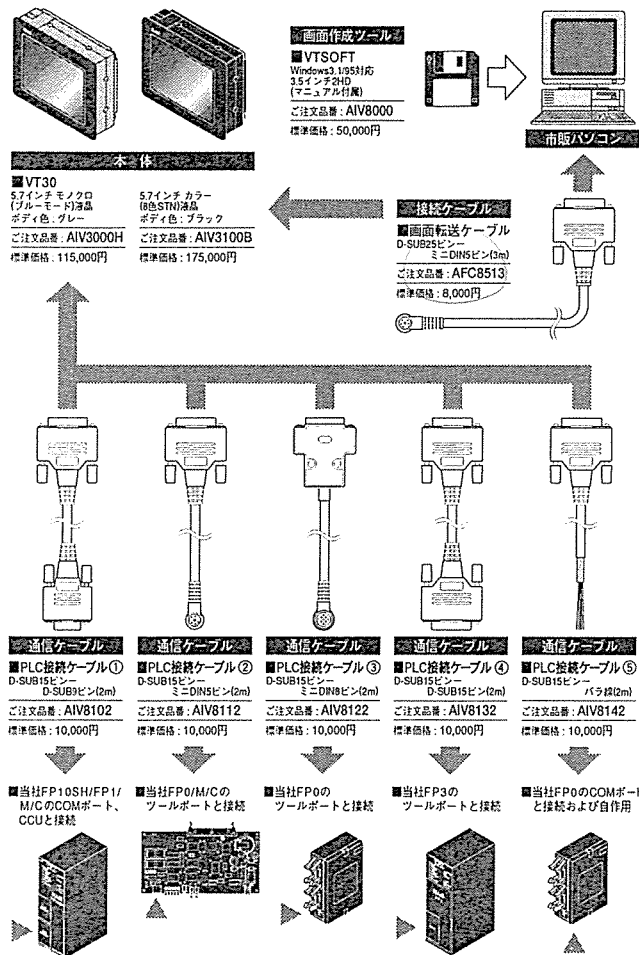 画面作成ツール
■VTSOFT
Windows3.1/95対応
3.5インチ2HD
(マニュアル付属)
ご注文品番：AIV8000
標準価格：50,000円
市販パソコン
本体
■VT30
5.7インチ モノクロ
(ブルーモード)液晶
ボディ色：グレー
ご注文品番：AIV3000H
標準価格：115,000円
5.7インチ カラー
(8色STN)液晶
ボディ色：ブラック
ご注文品番：AIV3100B
標準価格：175,000円
接続ケーブル
■画面転送ケーブル
D-SUB25ピンー
ミニDIN5ピン(3m)
ご注文品番：AFC8513
標準価格：8,000円
通信ケーブル
■PLC接続ケーブル①
D-SUB15ピンー
D-SUB9ピン(2m)
ご注文品番：AIV8102
標準価格：10,000円
■当社FP10SH/FP1/
M/CのCOMポート、
CCUと接続
通信ケーブル
■PLC接続ケーブル②
D-SUB15ピンー
ミニDIN5ピン(2m)
ご注文品番：AIV8112
標準価格：10,000円
■当社FP0/M/Cの
ツールポートと接続
通信ケーブル
■PLC接続ケーブル③
D-SUB15ピンー
ミニDIN8ピン(2m)
ご注文品番：AIV8122
標準価格：10,000円
■当社FP0の
ツールポートと接続
通信ケーブル
■PLC接続ケーブル④
D-SUB15ピンー
D-SUB15ピン(2m)
ご注文品番：AIV8132
標準価格：10,000円
■当社FP3の
ツールポートと接続
通信ケーブル
■PLC接続ケーブル⑤
D-SUB15ピンー
バラ線(2m)
ご注文品番：AIV8142
標準価格：10,000円
■当社FP0のCOMポート
と接続および自作用